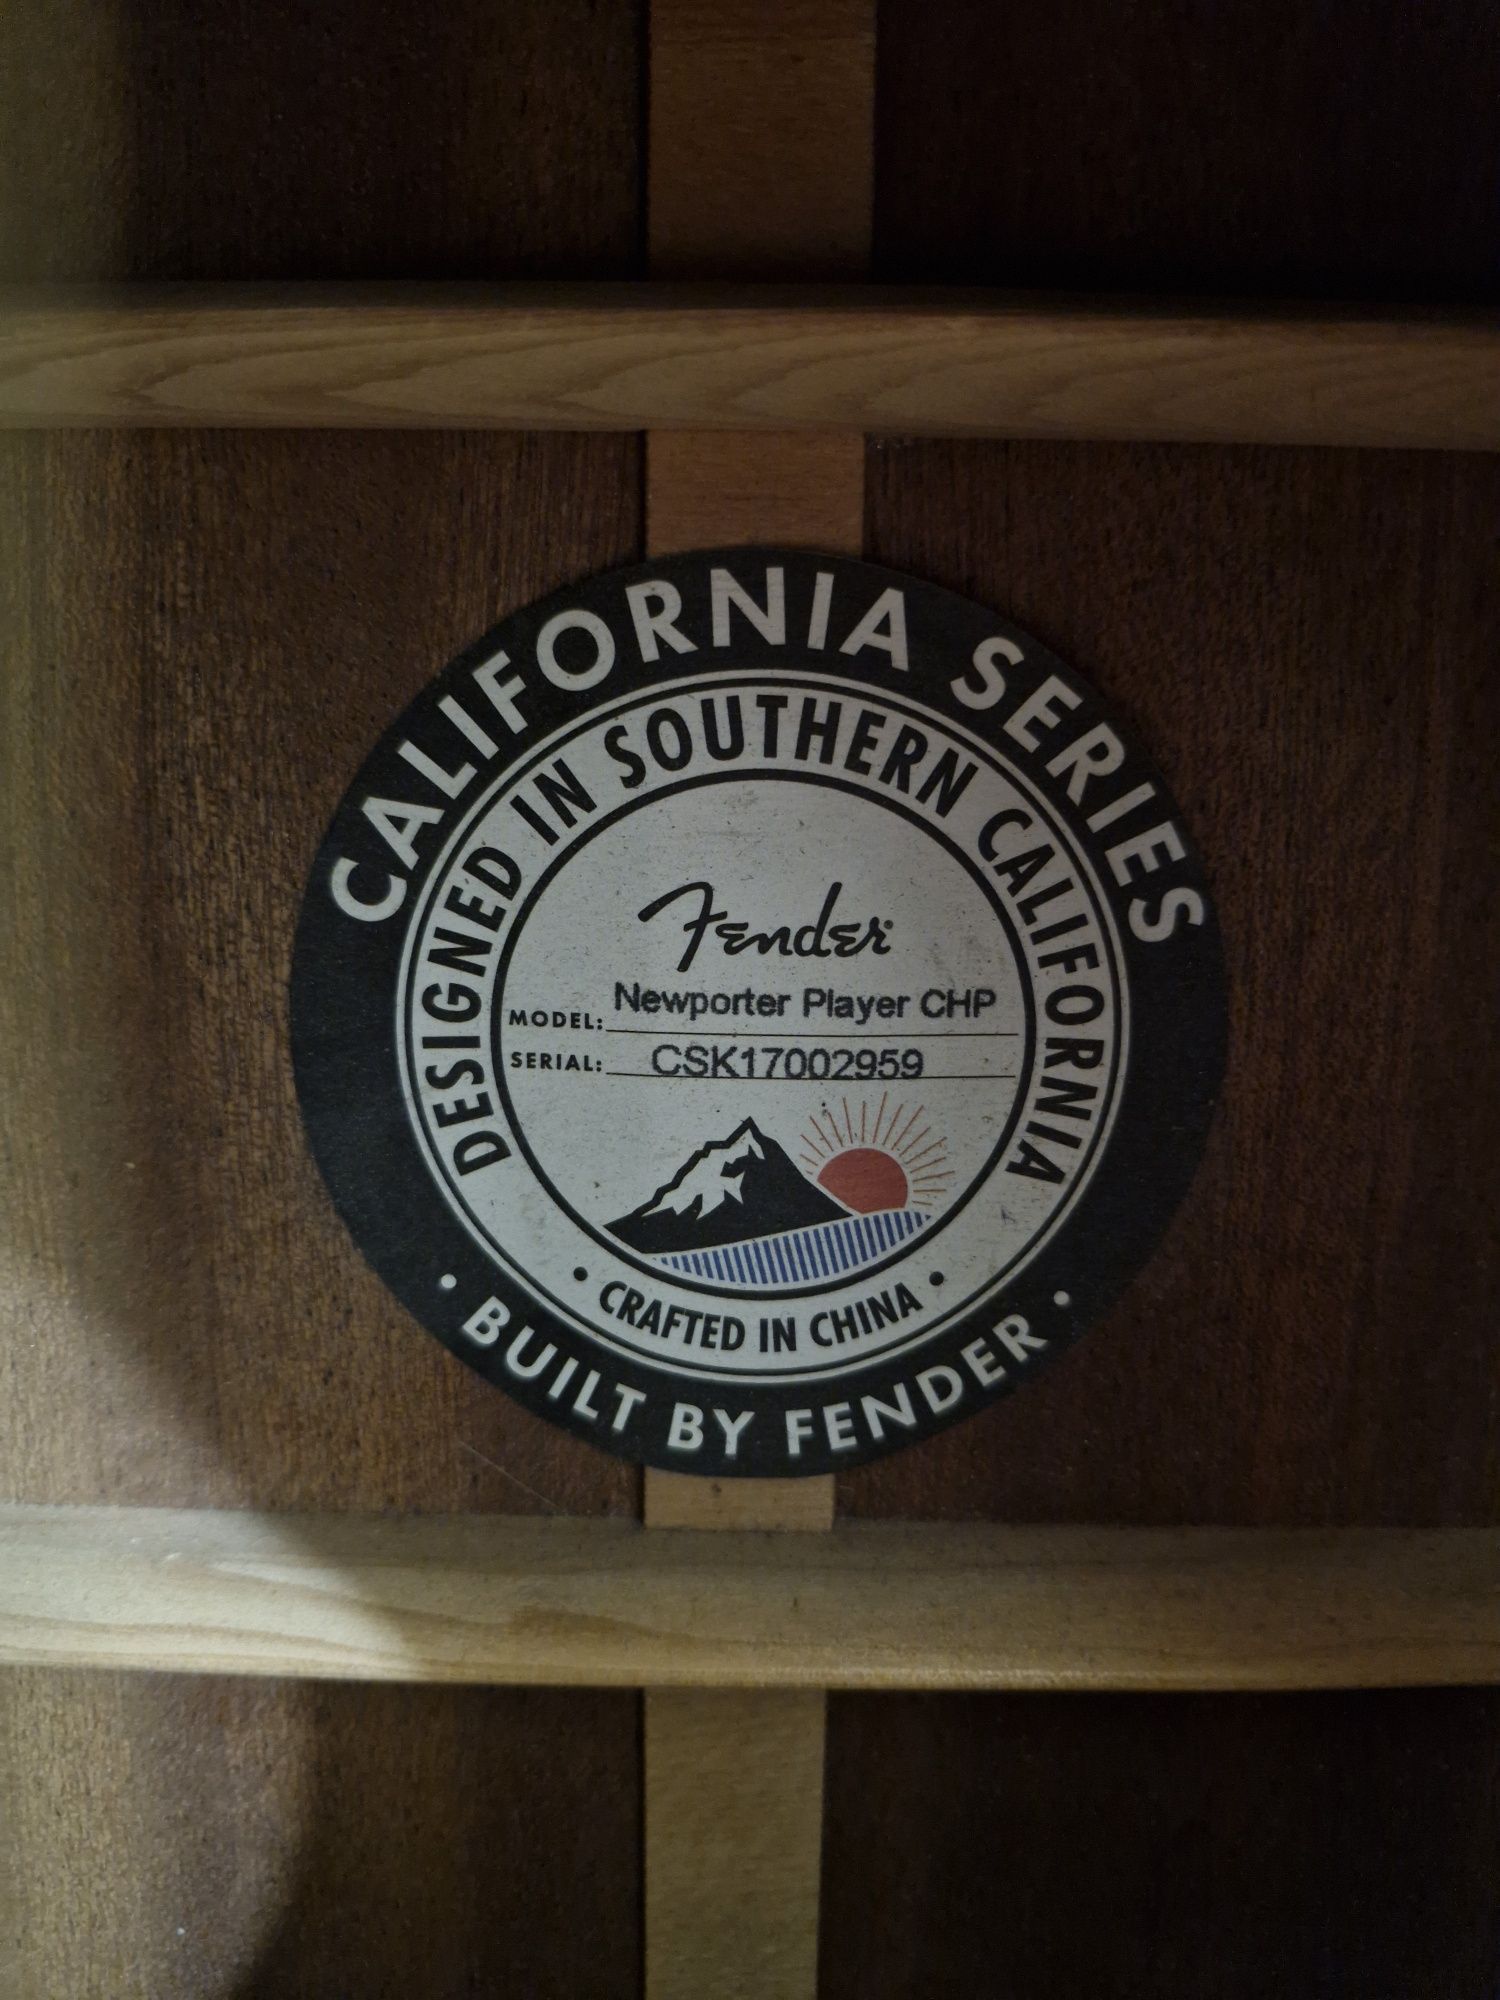 CALIFORNIA SERIES
DESIGNED IN SOUTHERN CALIFORNIA
Fender
MODEL: Newporter Player CHP
SERIAL: CSK17002959
• CRAFTED IN CHINA •
• BUILT BY FENDER •